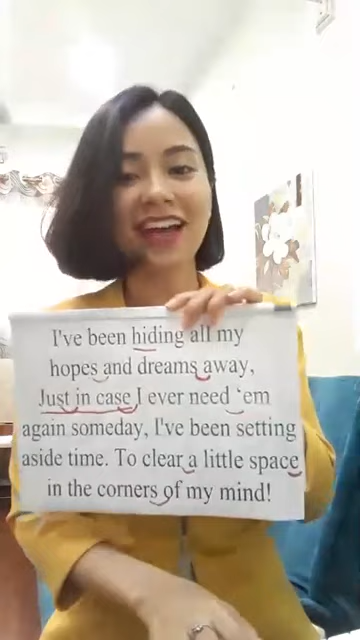 I've been hiding all my
hopes and dreams away,
Just in case I ever need 'em
again someday, I've been setting
aside time. To clear a little space
in the corners of my mind!